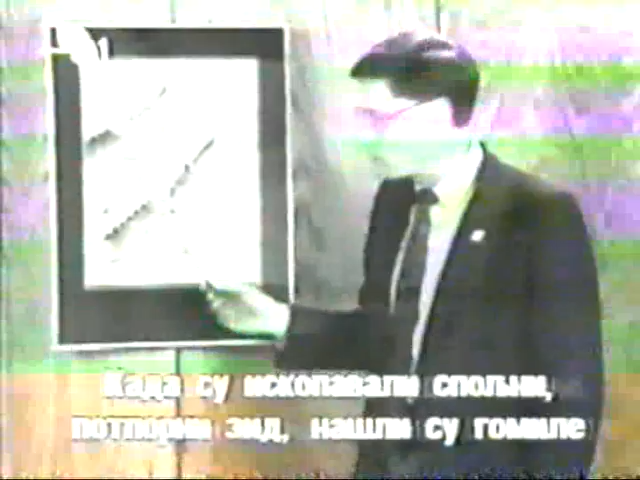 Када су ископавали спољни,
потпорни зид, нашли су гомиле